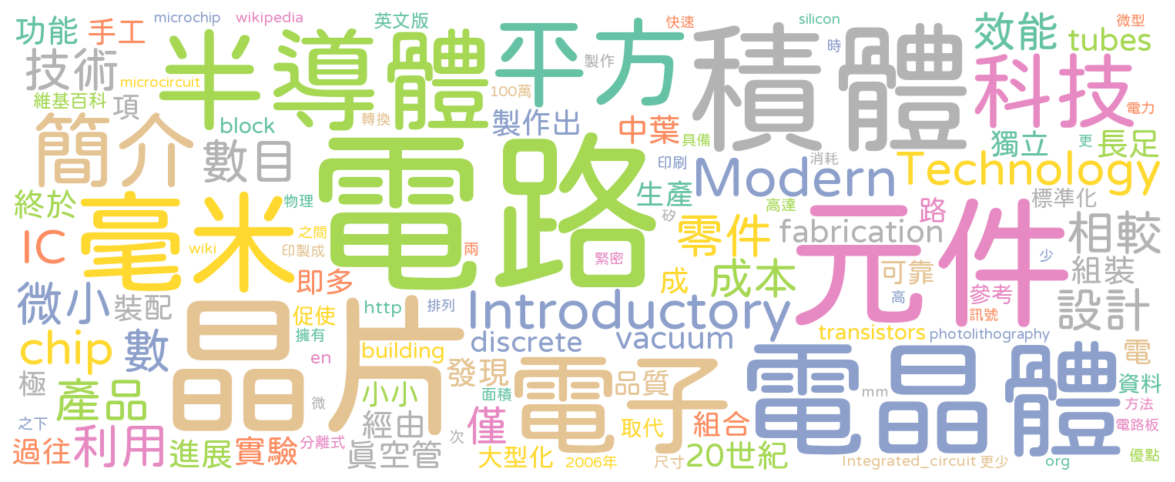 功能 手工 microchip wikipedia 英文版 快速 silicon 效能 微型
技術 半導體 平方 製作 積體 時 科技 tubes
microcircuit 100萬 電力
維基百科 項 block 轉換 製作出 中葉 具備 獨立 更 長足
簡介 數目 電路 印刷 消耗 Modern Technology
終於 毫米 物理 生產 矽 高達 路 標準化
IC wiki 之間 印製成 兩 緊密 零件 fabrication 元件 少 相較
即多 成 成本 可靠 組裝
微小 裝配 促使 http 排列 Introductory 高 參考 訊號 設計
chip 數 擁有 en building discrete vacuum transistors photolithography
晶片 電子 電晶體 電
極 產品 微 小小 面積 發現 品質 mm 資料
之下 經由 僅 取代 組合 方法
過往 利用 進展 實驗 分離式 眞空管 次 大型化 2006年 尺寸 20世紀 Integrated_circuit 更少 org 電路板 優點